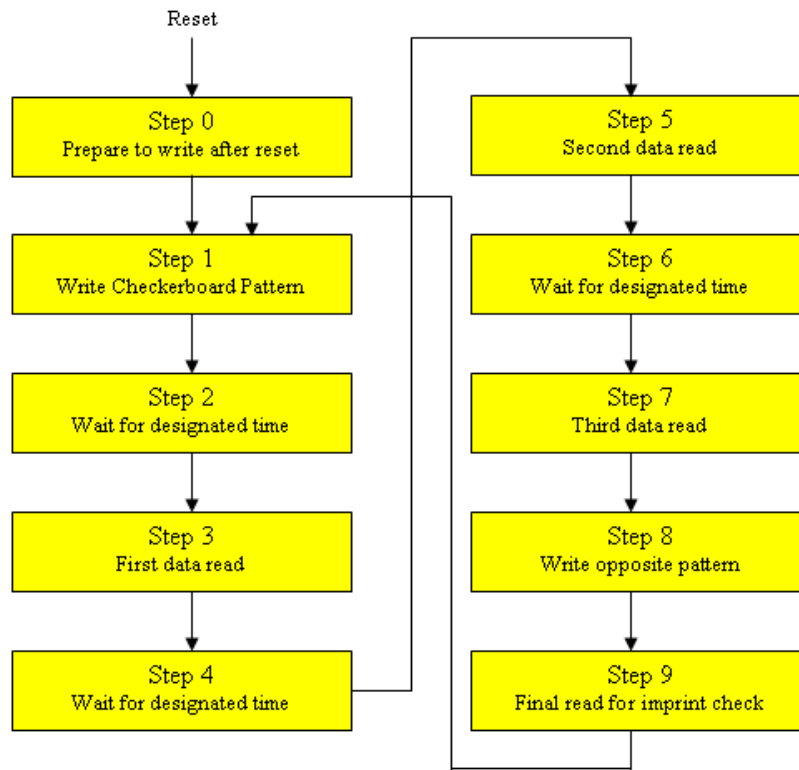 Reset
Step 0
Prepare to write after reset
Step 1
Write Checkerboard Pattern
Step 2
Wait for designated time
Step 3
First data read
Step 4
Wait for designated time
Step 5
Second data read
Step 6
Wait for designated time
Step 7
Third data read
Step 8
Write opposite pattern
Step 9
Final read for imprint check